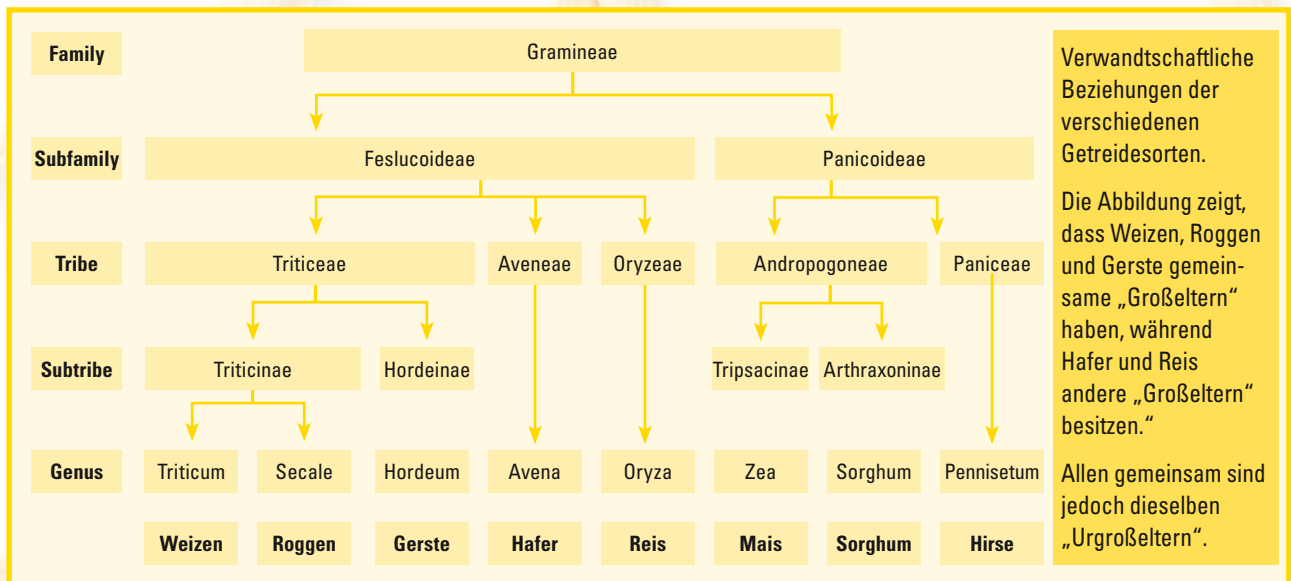 Family
Gramineae
Subfamily
Feslucoideae
Panicoideae
Tribe
Triticeae
Aveneae
Oryzeae
Andropogoneae
Paniceae
Subtribe
Triticinae
Hordeinae
Tripsacinae
Arthraxoninae
Genus
Triticum
Secale
Hordeum
Avena
Oryza
Zea
Sorghum
Pennisetum
Weizen
Roggen
Gerste
Hafer
Reis
Mais
Sorghum
Hirse
Verwandtschaftliche
Beziehungen der
verschiedenen
Getreidesorten.
Die Abbildung zeigt,
dass Weizen, Roggen
und Gerste gemein-
same „Großeltern“
haben, während
Hafer und Reis
andere „Großeltern“
besitzen.“
Allen gemeinsam sind
jedoch dieselben
„Urgroßeltern“.